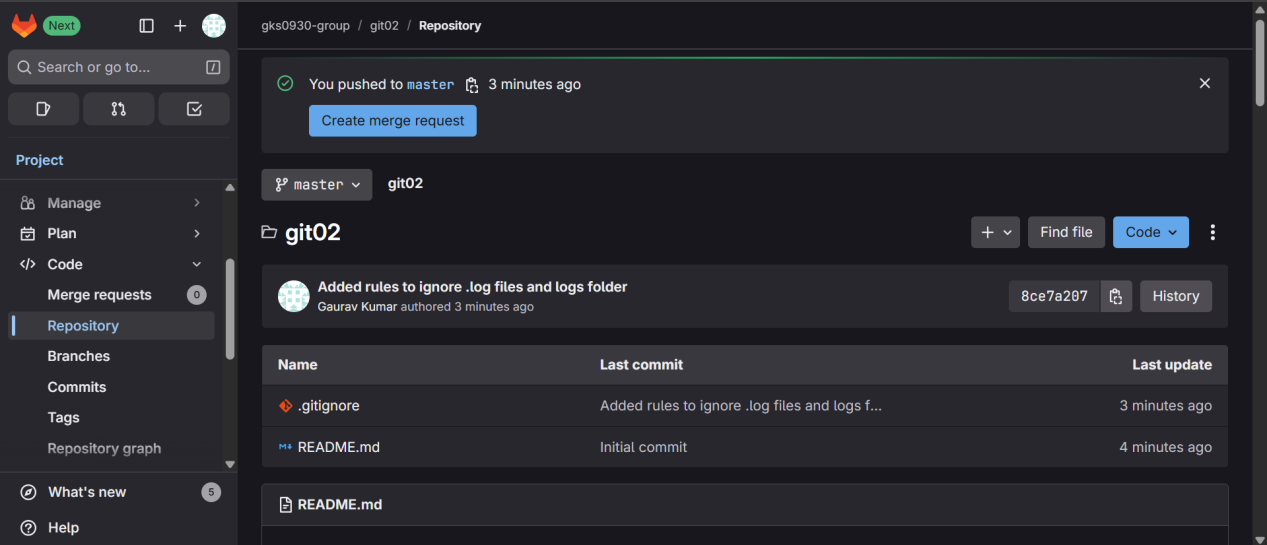 Next
Search or go to... /
Project
Manage
Plan
Code
Merge requests 0
Repository
Branches
Commits
Tags
Repository graph
What's new 5
Help
gks0930-group / git02 / Repository
You pushed to master 3 minutes ago
Create merge request
master git02
git02
Find file Code
Added rules to ignore .log files and logs folder
Gaurav Kumar authored 3 minutes ago
8ce7a207 History
Name Last commit Last update
.gitignore Added rules to ignore .log files and logs f... 3 minutes ago
README.md Initial commit 4 minutes ago
README.md